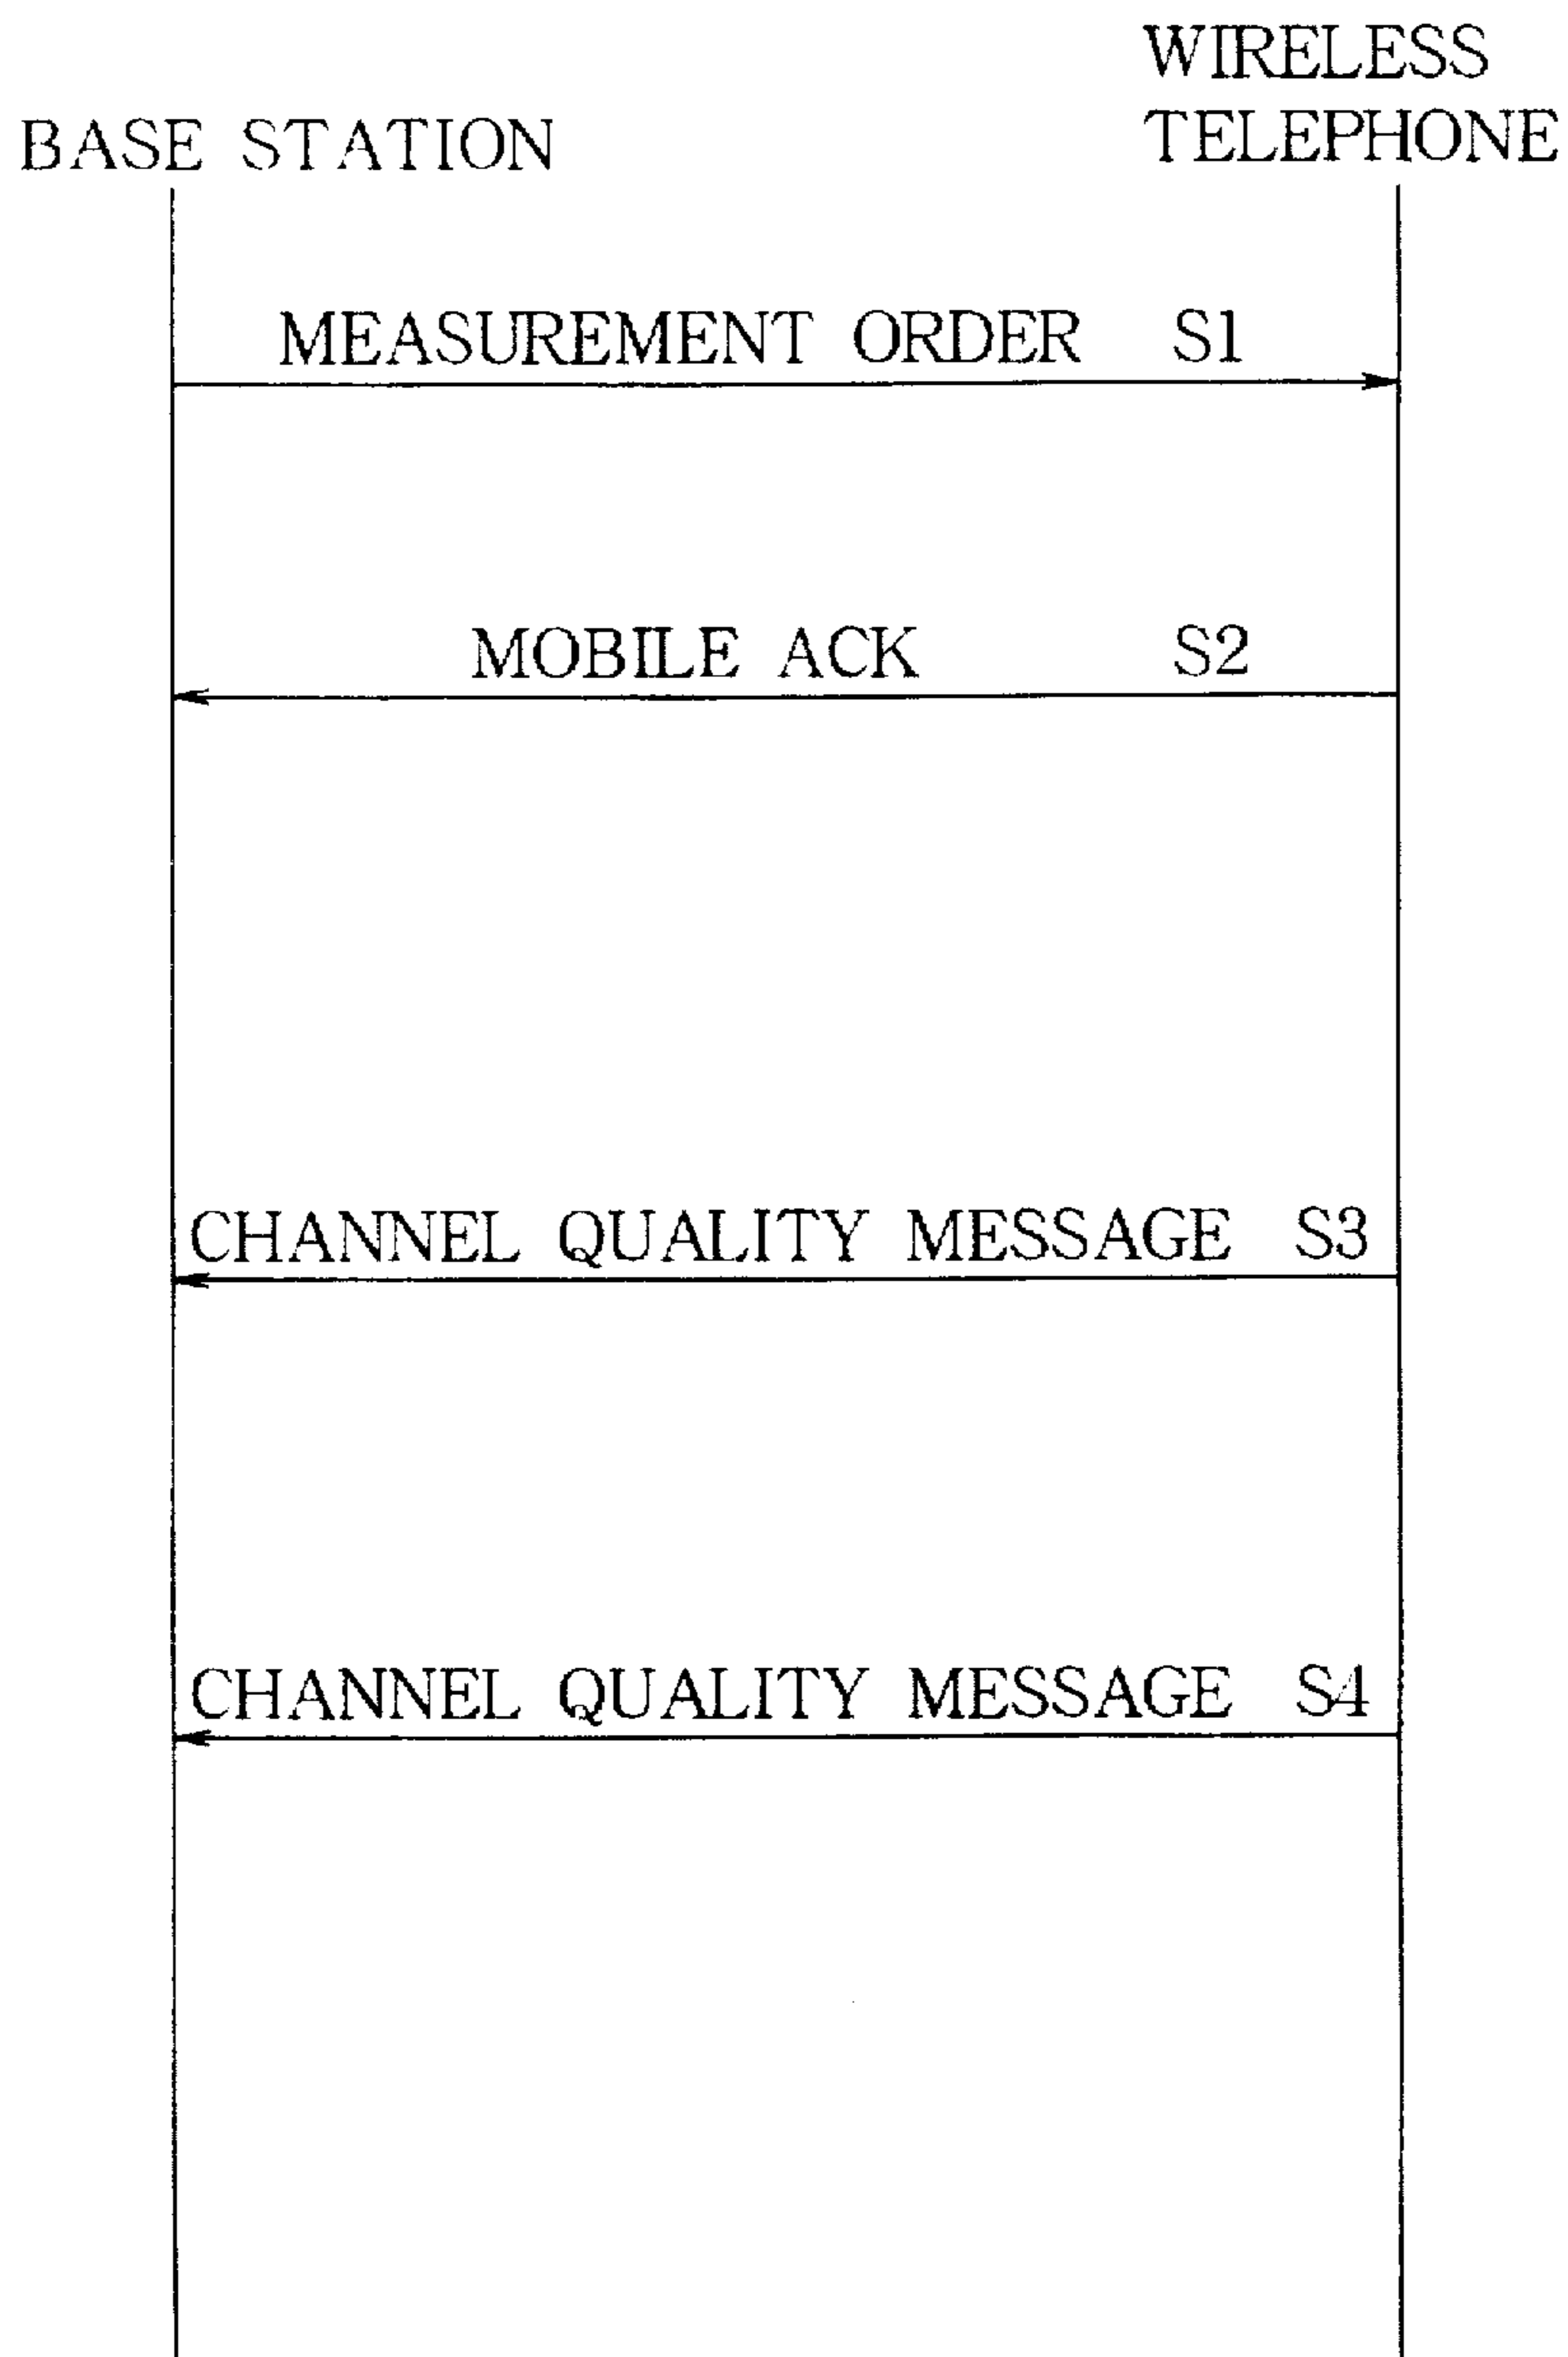 WIRELESS
TELEPHONE
BASE STATION
MEASUREMENT ORDER S1
MOBILE ACK S2
CHANNEL QUALITY MESSAGE S3
CHANNEL QUALITY MESSAGE S4